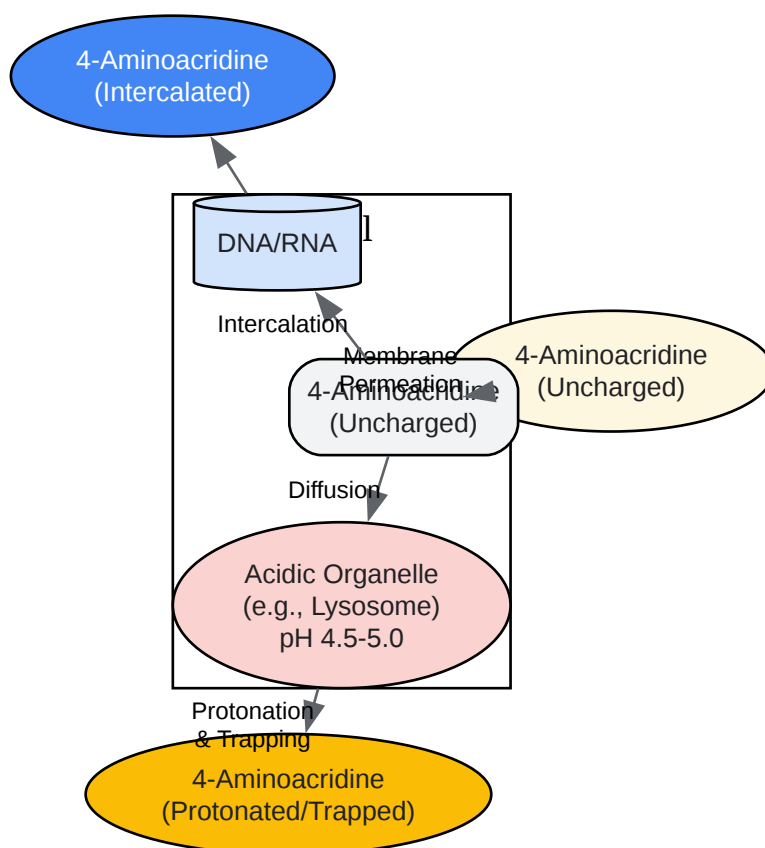 4-Aminoacridine
(Intercalated)
DNA/RNA
l
Intercalation
Membrane
Permeation
4-Aminoacridine
(Uncharged)
4-Aminoacridine
(Uncharged)
Diffusion
Acidic Organelle
(e.g., Lysosome)
pH 4.5-5.0
Protonation
& Trapping
4-Aminoacridine
(Protonated/Trapped)